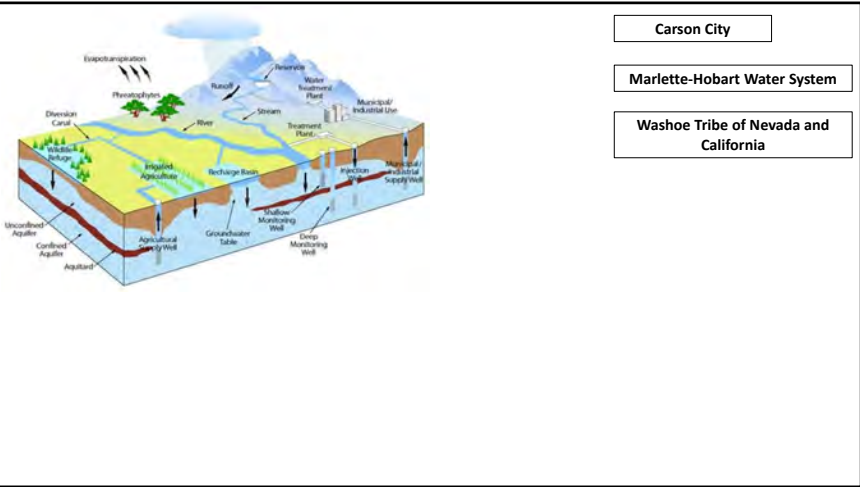 Carson City
Marlette-Hobart Water System
Washoe Tribe of Nevada and
California
Evapotranspiration
Phreatophytes
Runoff
Reservoir
Water
Treatment
Plant
Municipal/
Industrial Use
Stream
Diversion
Canal
River
Treatment
Plant
Wildlife
Refuge
Irrigated
Agriculture
Recharge Basin
Injection
Well
Municipal/
Industrial
Supply Well
Unconfined
Aquifer
Confined
Aquifer
Aquitard
Agricultural
Supply Well
Groundwater
Table
Shallow
Monitoring
Well
Deep
Monitoring
Well